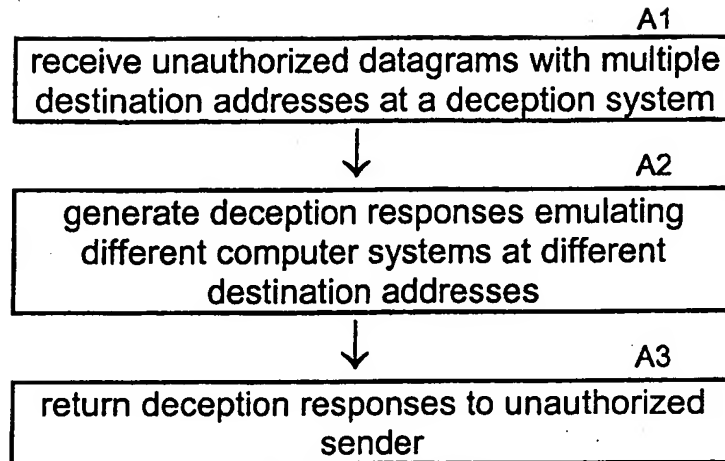 A1
receive unauthorized datagrams with multiple
destination addresses at a deception system
A2
generate deception responses emulating
different computer systems at different
destination addresses
A3
return deception responses to unauthorized
sender